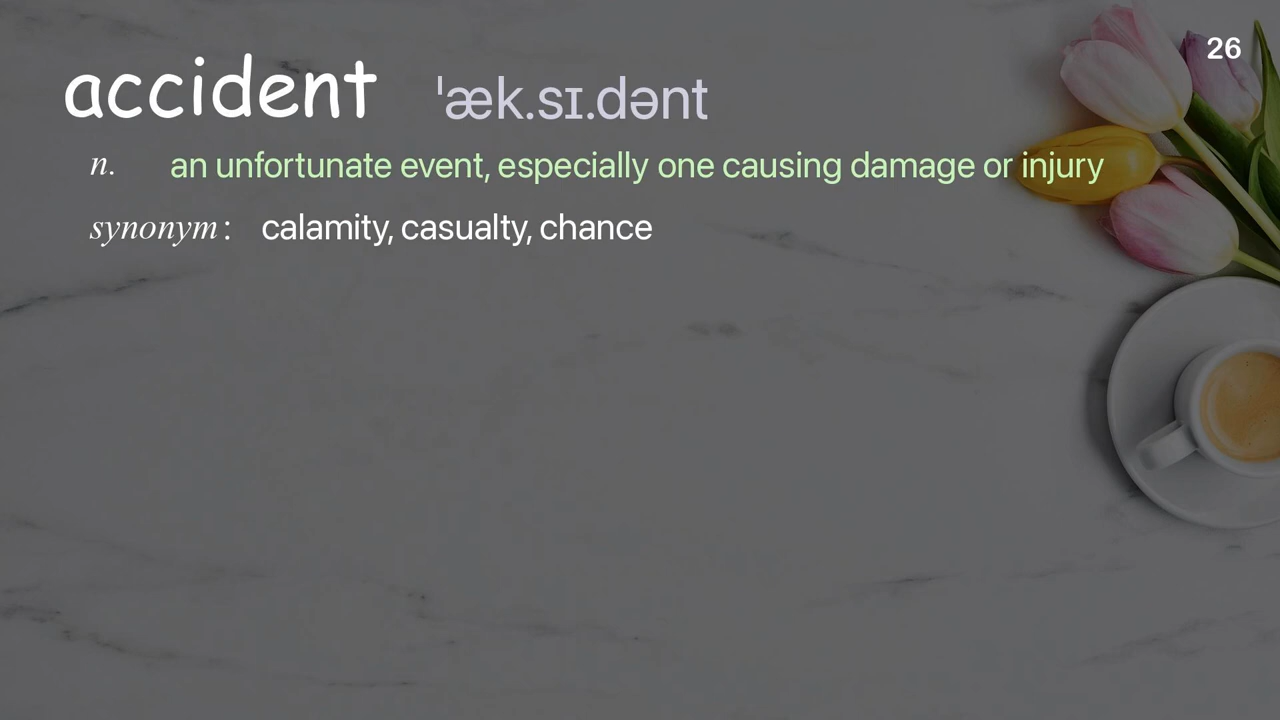 26
accident ˈæk.sɪ.dənt
n. an unfortunate event, especially one causing damage or injury
synonym: calamity, casualty, chance